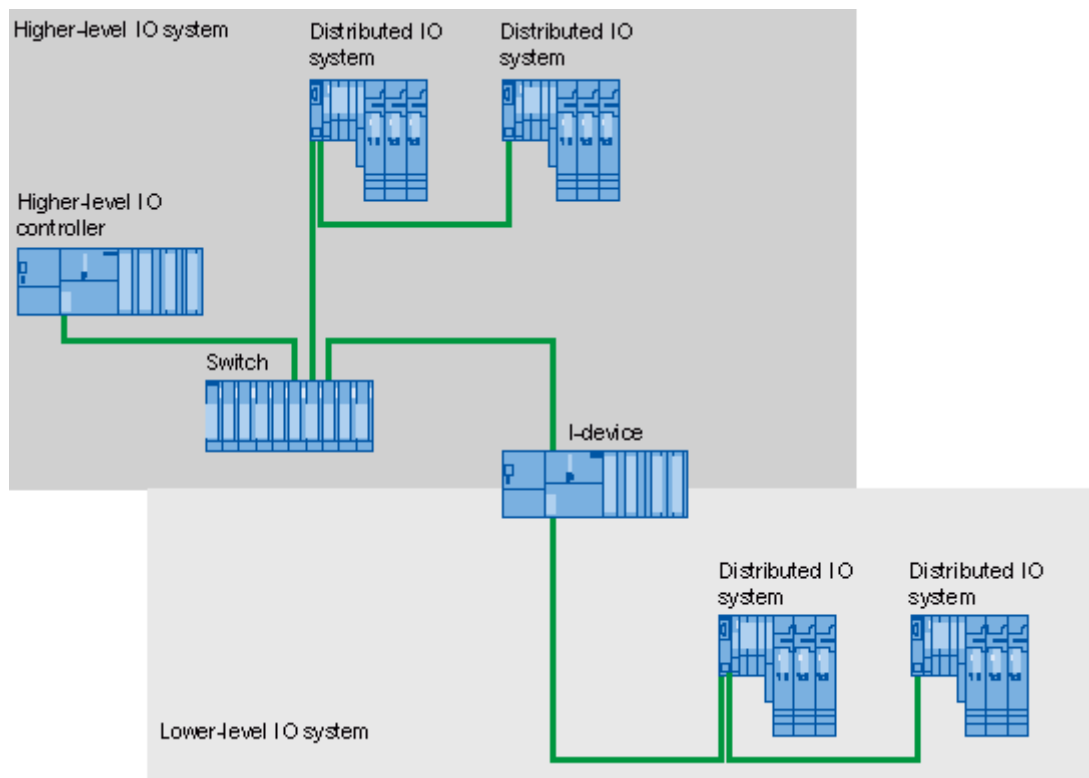 Higher-level IO system
Distributed IO
system
Distributed IO
system
Higher-level IO
controller
Switch
I-device
Distributed IO
system
Distributed IO
system
Lower-level IO system